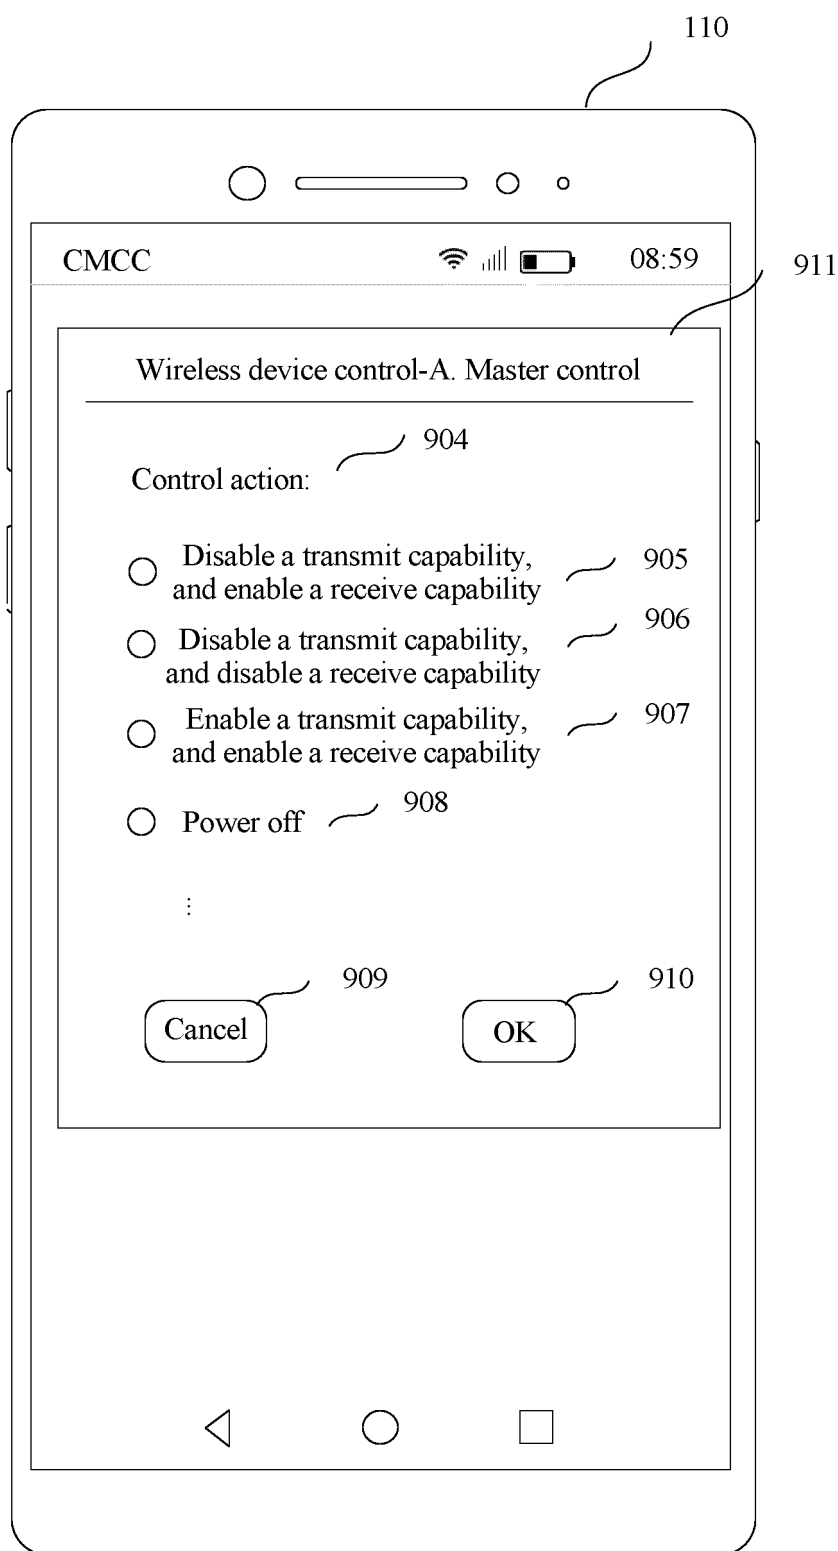 110
CMCC 08:59
911
Wireless device control-A. Master control
904
Control action:
Disable a transmit capability,
and enable a receive capability
905
Disable a transmit capability,
and disable a receive capability
906
Enable a transmit capability,
and enable a receive capability
907
Power off
908
⋮
909
910
Cancel
OK